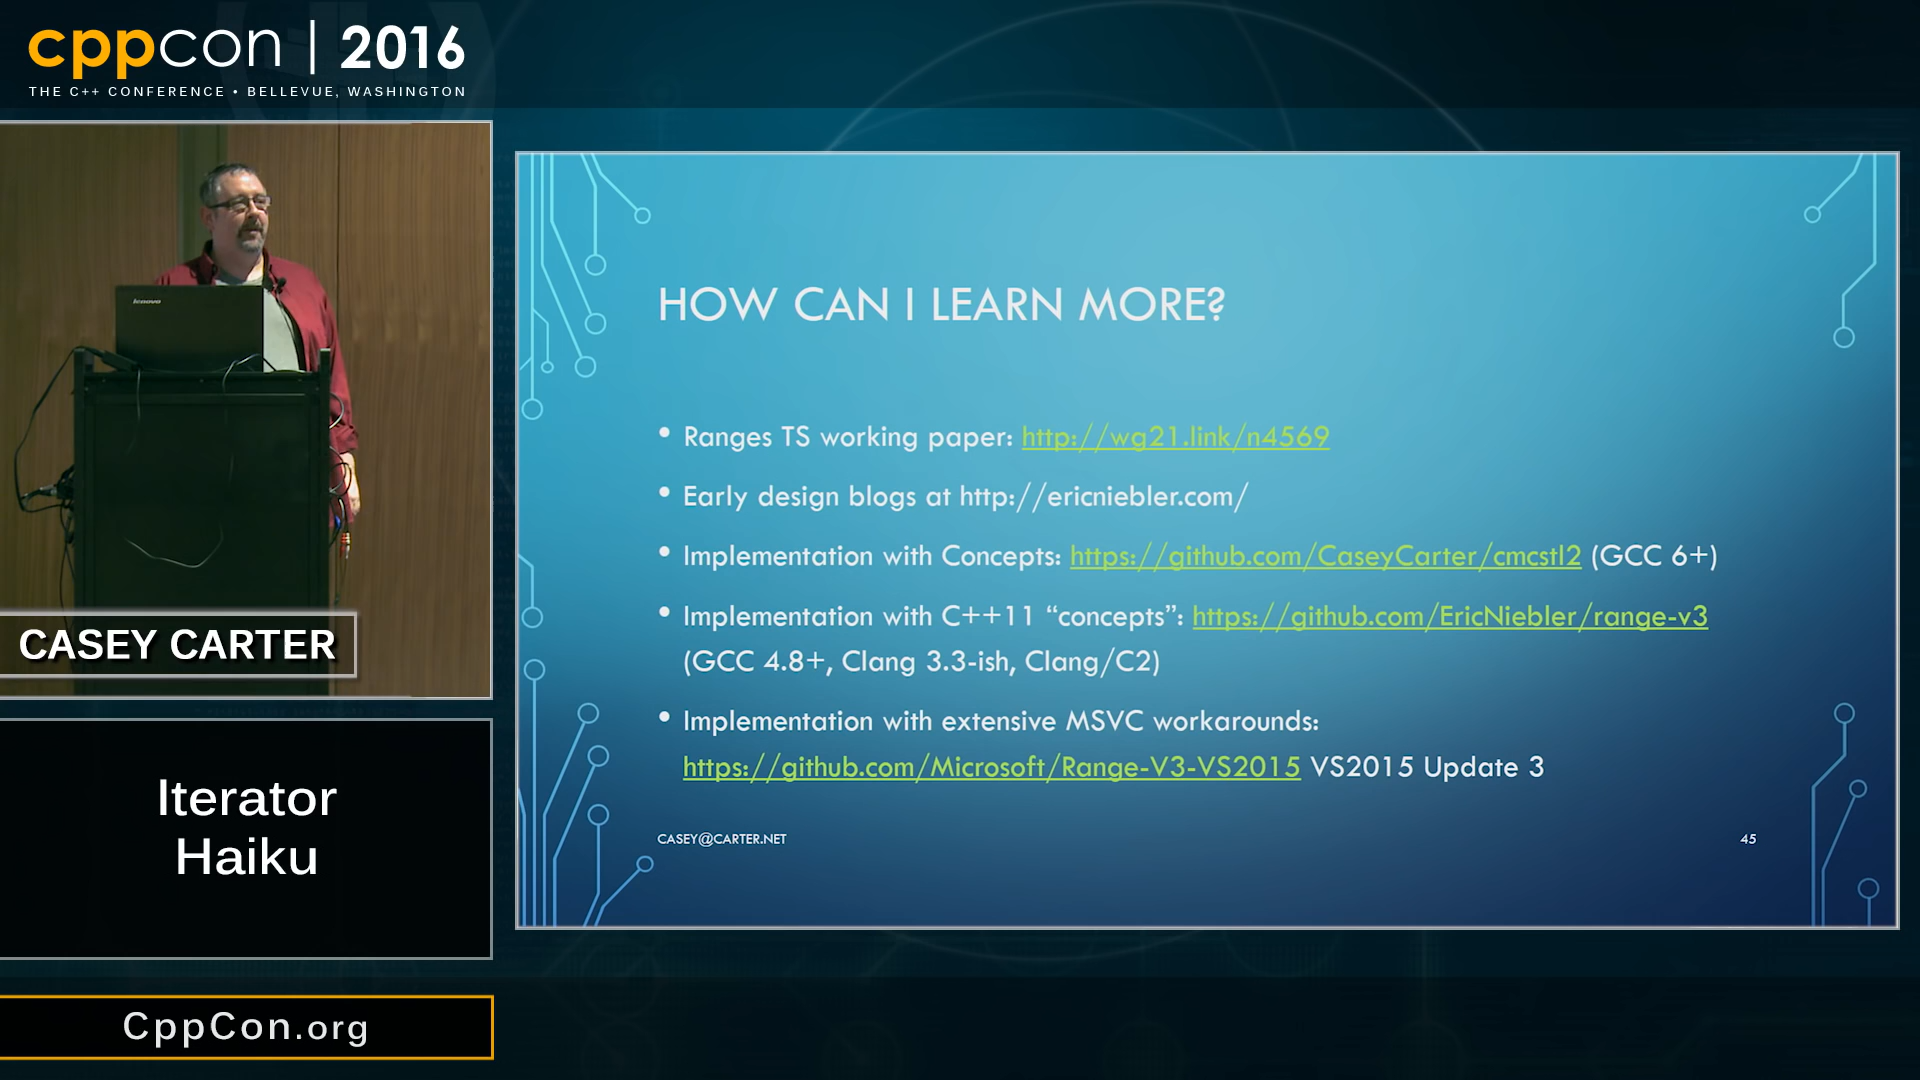 cppcon | 2016
THE C++ CONFERENCE • BELLEVUE, WASHINGTON
lenovo
CASEY CARTER
Iterator
Haiku
CppCon.org
HOW CAN I LEARN MORE?
• Ranges TS working paper: http://wg21.link/n4569
• Early design blogs at http://ericniebler.com/
• Implementation with Concepts: https://github.com/CaseyCarter/cmcstl2 (GCC 6+)
• Implementation with C++11 “concepts”: https://github.com/EricNiebler/range-v3
(GCC 4.8+, Clang 3.3-ish, Clang/C2)
• Implementation with extensive MSVC workarounds:
https://github.com/Microsoft/Range-V3-VS2015 VS2015 Update 3
CASEY@CARTER.NET
45